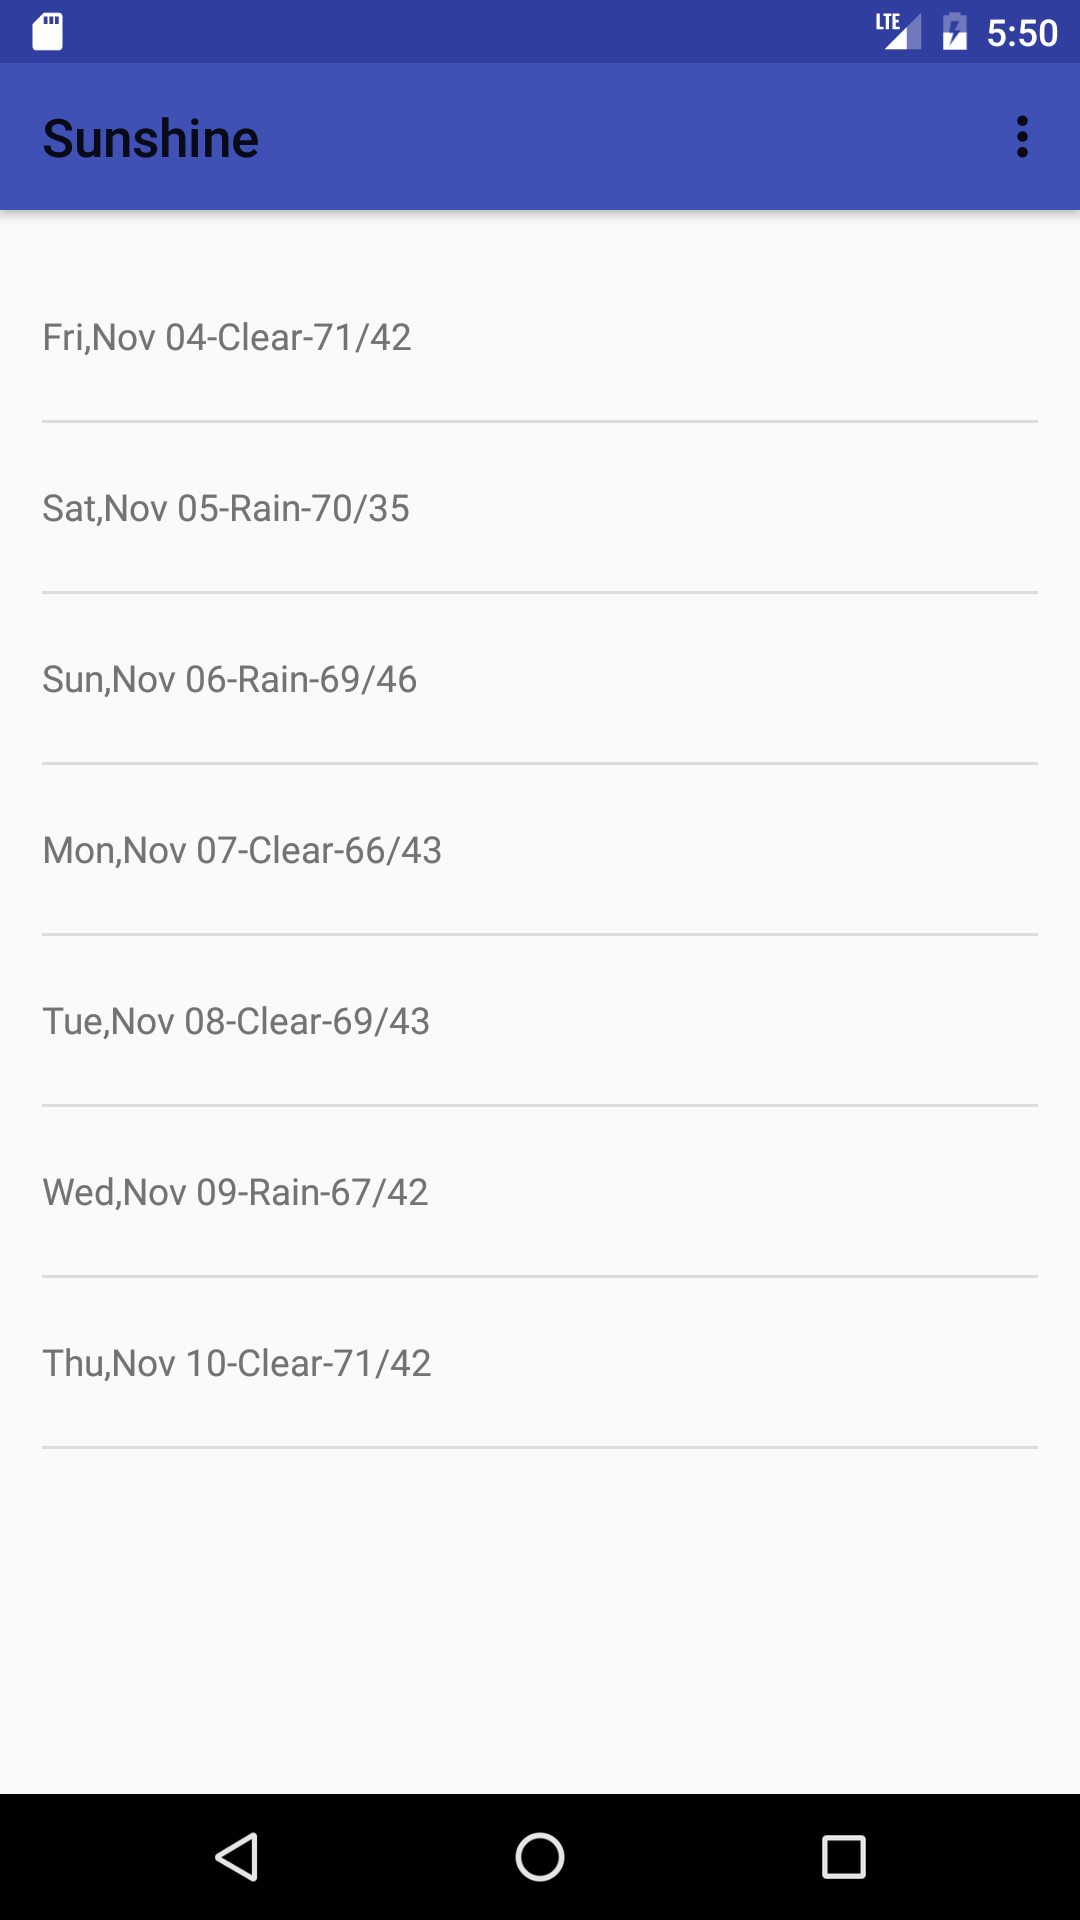 LTE 5:50
Sunshine
Fri,Nov 04-Clear-71/42
Sat,Nov 05-Rain-70/35
Sun,Nov 06-Rain-69/46
Mon,Nov 07-Clear-66/43
Tue,Nov 08-Clear-69/43
Wed,Nov 09-Rain-67/42
Thu,Nov 10-Clear-71/42